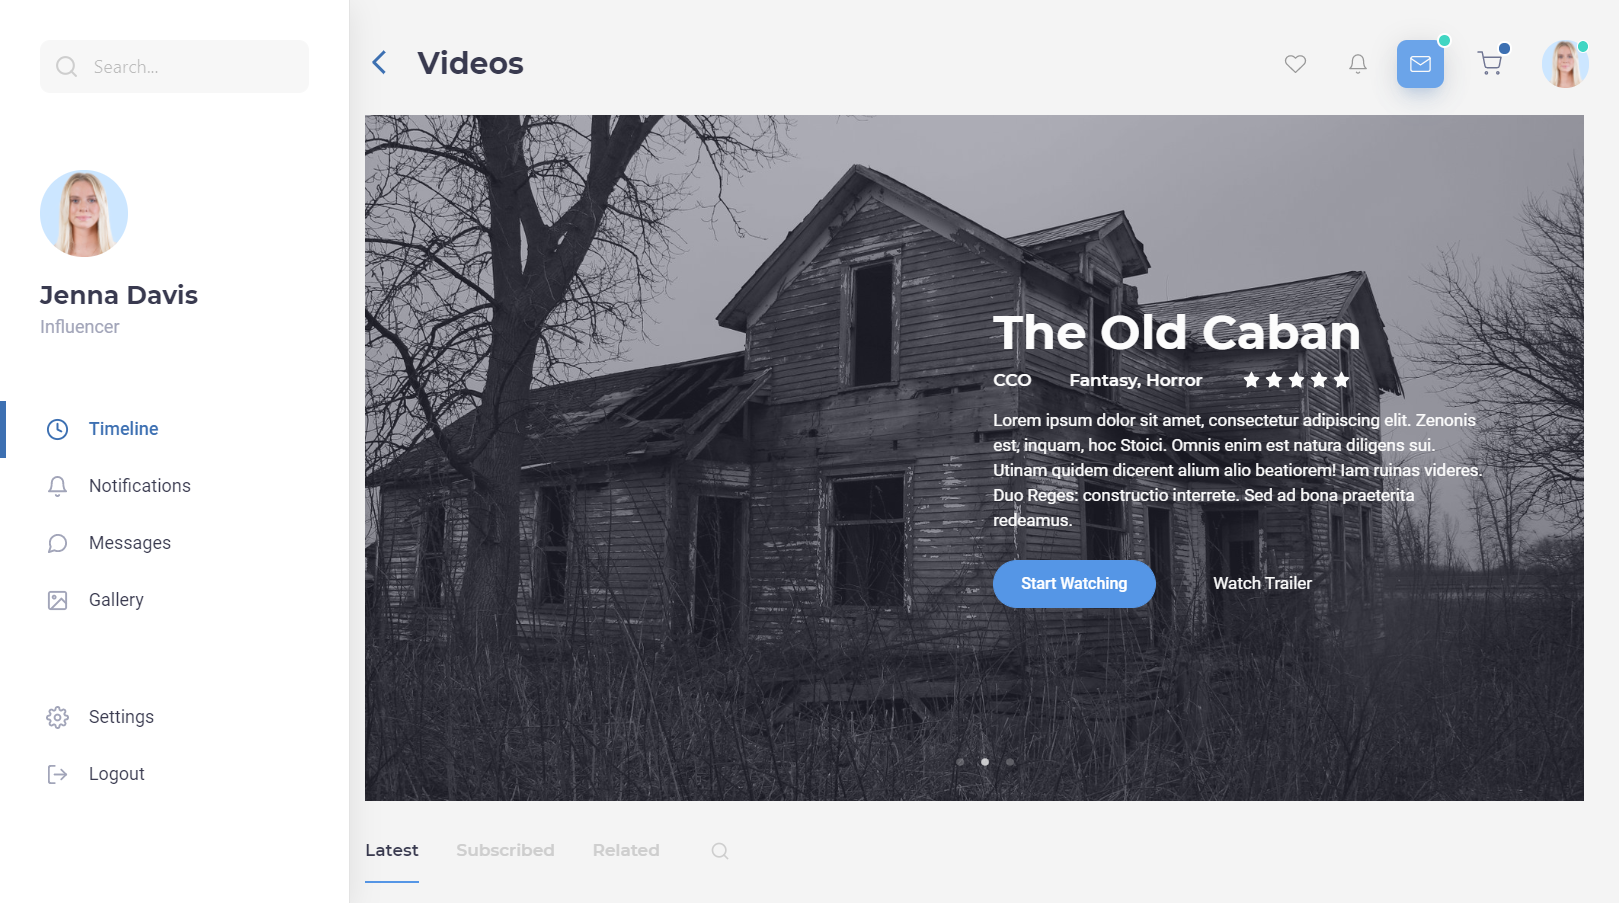 Search...
Videos
Jenna Davis
Influencer
Timeline
Notifications
Messages
Gallery
Settings
Logout
The Old Caban
CCO Fantasy, Horror
Lorem ipsum dolor sit amet, consectetur adipiscing elit. Zenonis
est, inquam, hoc Stoici. Omnis enim est natura diligens sui.
Utinam quidem dicerent alium alio beatiorem! Iam ruinas videres.
Duo Reges: constructio interrete. Sed ad bona praeterita
redeamus.
Start Watching Watch Trailer
Latest Subscribed Related